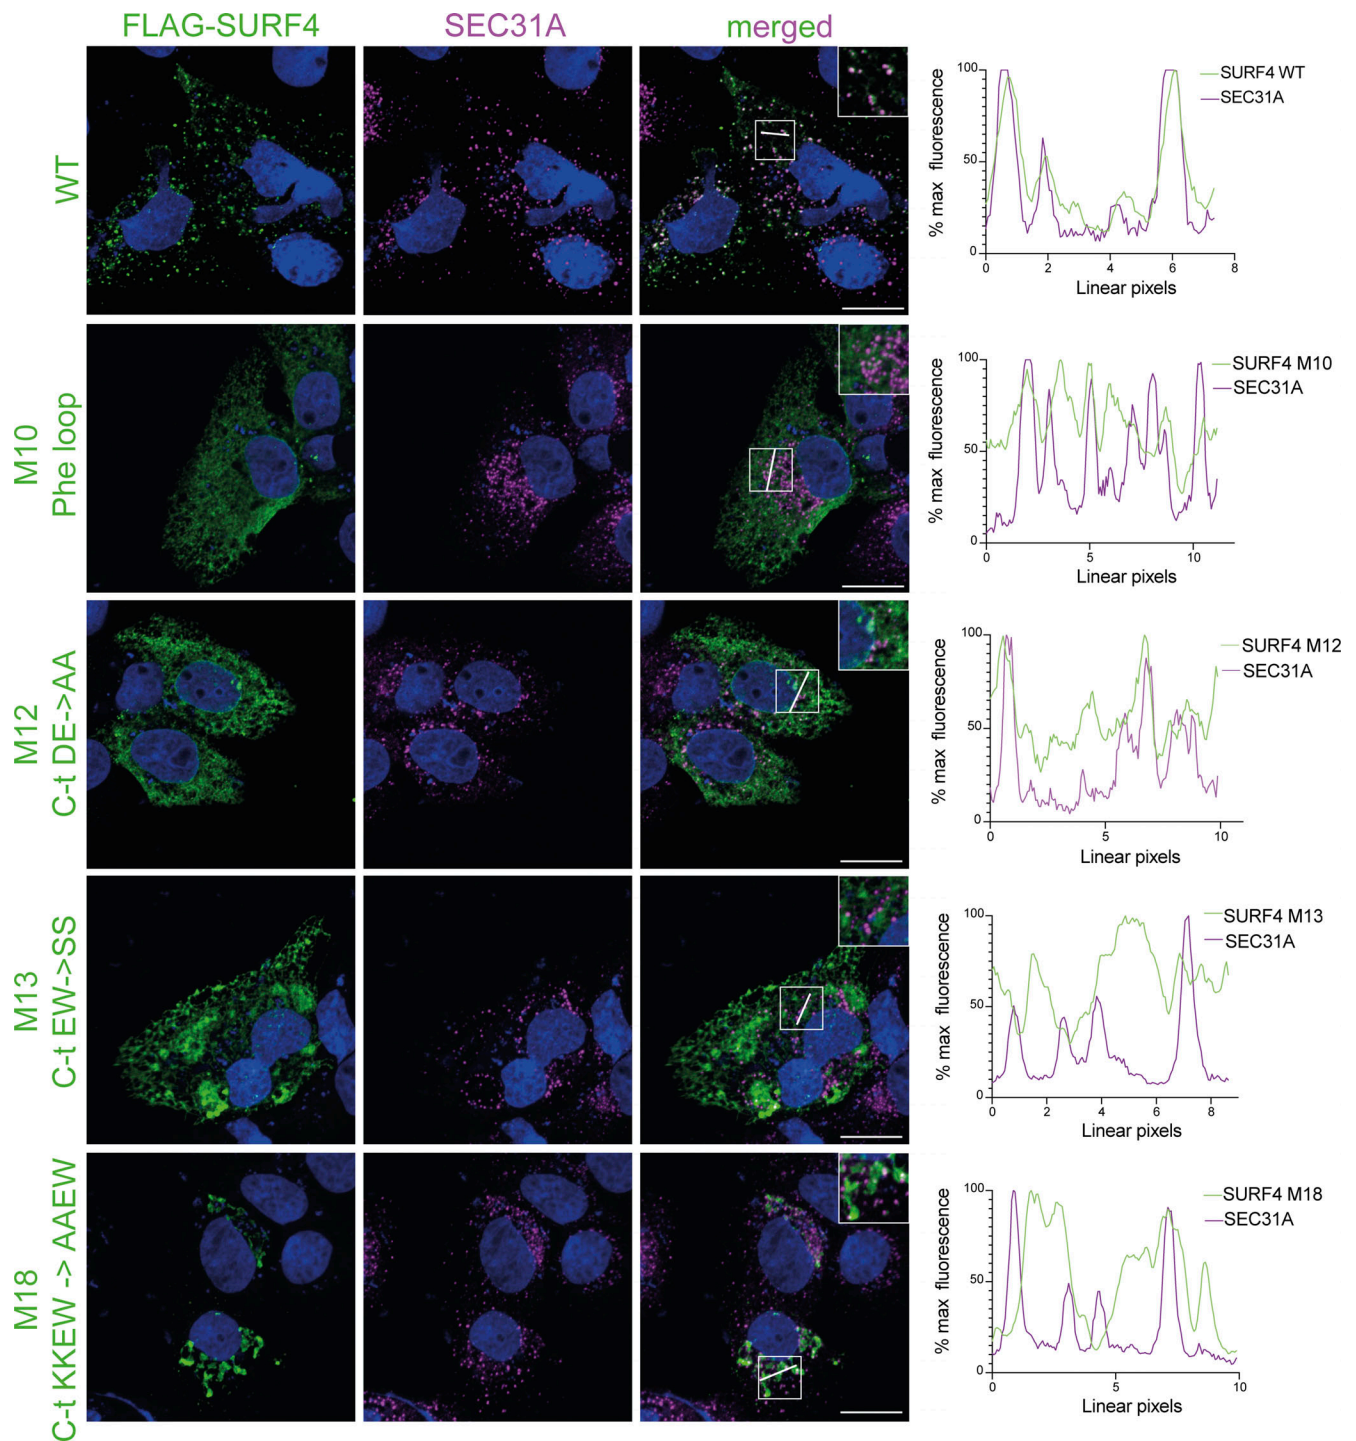 FLAG-SURF4 SEC31A merged
WT
100
50
0
0 2 4 6 8
% max fluorescence
Linear pixels
SURF4 WT
SEC31A
M10
Phe loop
100
50
0
0 5 10
% max fluorescence
Linear pixels
SURF4 M10
SEC31A
M12
C-t DE->AA
100
50
0
0 5 10
% max fluorescence
Linear pixels
SURF4 M12
SEC31A
M13
C-t EW->SS
100
50
0
0 2 4 6 8
% max fluorescence
Linear pixels
SURF4 M13
SEC31A
M18
C-t KKEW -> AAEW
100
50
0
0 5 10
% max fluorescence
Linear pixels
SURF4 M18
SEC31A